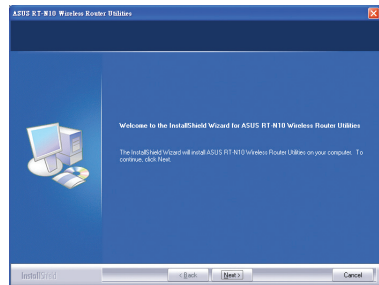 ASUS RT-N10 Wireless Router Utilities
Welcome to the InstallShield Wizard for ASUS RT-N10 Wireless Router Utilities
The InstallShield Wizard will install ASUS RT-N10 Wireless Router Utilities on your computer. To
continue, click Next.
InstallShield
< Back
Next >
Cancel